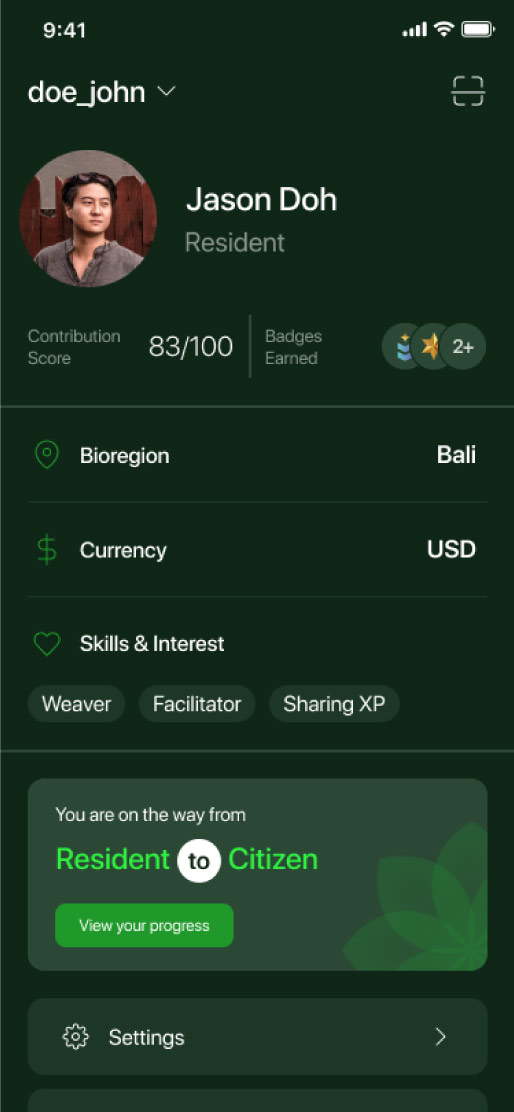 9:41
doe_john
Jason Doh
Resident
Contribution
Score
83/100
Badges
Earned
2+
Bioregion
Bali
Currency
USD
Skills & Interest
Weaver
Facilitator
Sharing XP
You are on the way from
Resident to Citizen
View your progress
Settings